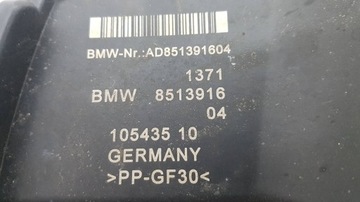 BMW-Nr.:AD851391604
1371
BMW 8513916
04
105435 10
GERMANY
>PP-GF30<